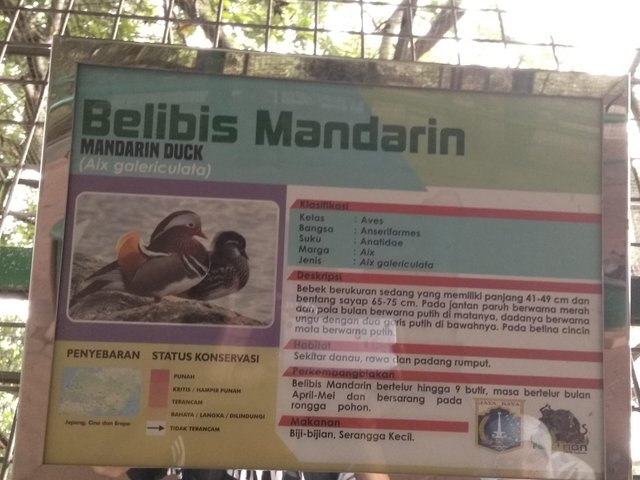 Belibis Mandarin
MANDARIN DUCK
(Aix galericulata)
Klasifikasi
Kelas : Aves
Bangsa : Anseriformes
Suku : Anatidae
Marga : Aix
Jenis : Aix galericulata
Deskripsi
Bebek berukuran sedang yang memiliki panjang 41-49 cm dan
bentang sayap 65-75 cm. Pada jantan paruh berwarna merah
dan pola bulan berwarna putih di matanya, dadanya berwarna
ungu dengan dua garis putih di bawahnya. Pada betina cincin
mata berwarna putih.
Habitat
Sekitar danau, rawa dan padang rumput.
Perkembangbiakan
Belibis Mandarin bertelur hingga 9 butir, masa bertelur bulan
April-Mei dan bersarang pada
rongga pohon.
Makanan
Biji-bijian, Serangga Kecil.
PENYEBARAN
Jepang, Cina dan Eropa
STATUS KONSERVASI
PUNAH
KRITIS / HAMPIR PUNAH
TERANCAM
BAHAYA / LANGKA / DILINDUNGI
TIDAK TERANCAM
JAYA RAYA